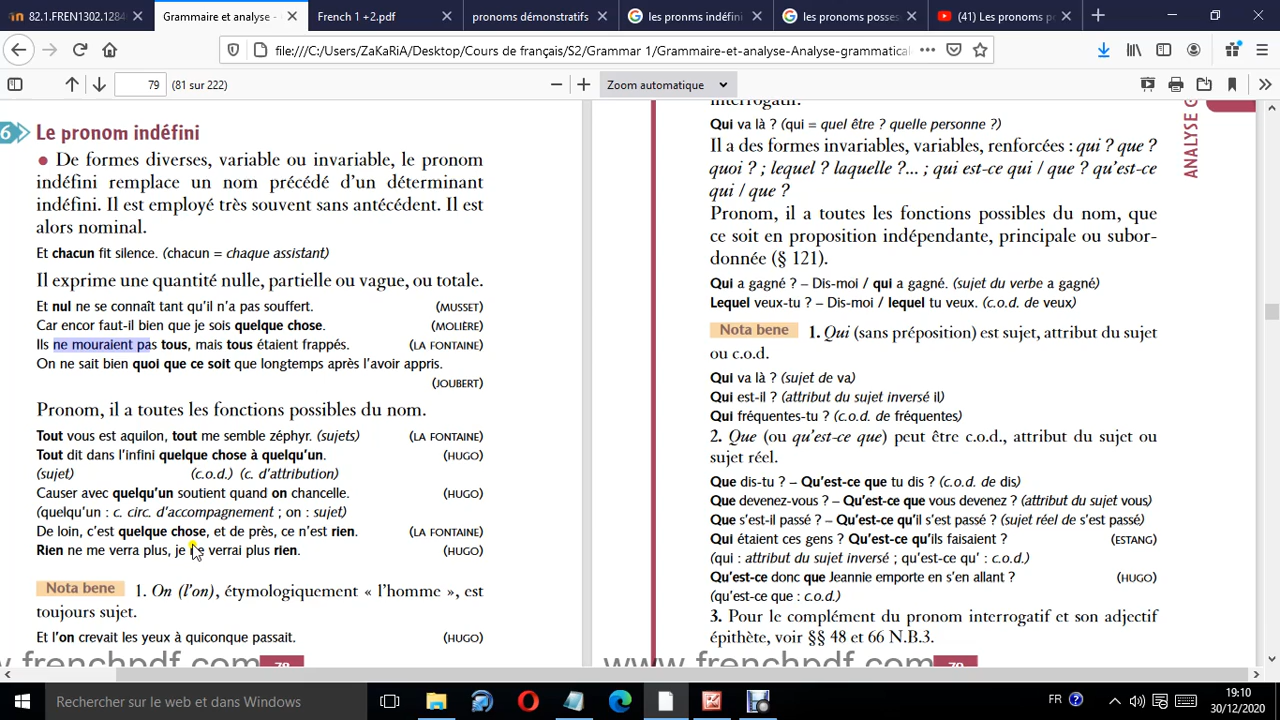 82.1.FREN1302.1284
Grammaire et analyse -
French 1 +2.pdf
pronoms démonstratifs
les pronms indéfini
les pronoms posses
(41) Les pronoms p
file:///C:/Users/ZaKaRiA/Desktop/Cours de français/S2/Grammar 1/Grammaire-et-analyse-Analyse-grammatical
79 (81 sur 222)
Zoom automatique
6 Le pronom indéfini
• De formes diverses, variable ou invariable, le pronom
indéfini remplace un nom précédé d'un déterminant
indéfini. Il est employé très souvent sans antécédent. Il est
alors nominal.
Et chacun fit silence. (chacun = chaque assistant)
Il exprime une quantité nulle, partielle ou vague, ou totale.
Et nul ne se connaît tant qu'il n'a pas souffert. (MUSSET)
Car encor faut-il bien que je sois quelque chose. (MOLIÈRE)
Ils ne mouraient pas tous, mais tous étaient frappés. (LA FONTAINE)
On ne sait bien quoi que ce soit que longtemps après l'avoir appris.
(JOUBERT)
Pronom, il a toutes les fonctions possibles du nom.
Tout vous est aquilon, tout me semble zéphyr. (sujets) (LA FONTAINE)
Tout dit dans l'infini quelque chose à quelqu'un. (HUGO)
(sujet) (c.o.d.) (c. d'attribution)
Causer avec quelqu'un soutient quand on chancelle. (HUGO)
(quelqu'un : c. circ. d'accompagnement ; on : sujet)
De loin, c'est quelque chose, et de près, ce n'est rien. (LA FONTAINE)
Rien ne me verra plus, je ne verrai plus rien. (HUGO)
Nota bene 1. On (l'on), étymologiquement « l'homme », est
toujours sujet.
Et l'on crevait les yeux à quiconque passait. (HUGO)
w.frenchpdf.com 78
interrogatif.
Qui va là ? (qui = quel être ? quelle personne ?)
Il a des formes invariables, variables, renforcées : qui ? que ?
quoi ? ; lequel ? laquelle ?... ; qui est-ce qui / que ? qu'est-ce
qui / que ?
Pronom, il a toutes les fonctions possibles du nom, que
ce soit en proposition indépendante, principale ou subor-
donnée (§ 121).
Qui a gagné ? – Dis-moi / qui a gagné. (sujet du verbe a gagné)
Lequel veux-tu ? – Dis-moi / lequel tu veux. (c.o.d. de veux)
Nota bene 1. Qui (sans préposition) est sujet, attribut du sujet
ou c.o.d.
Qui va là ? (sujet de va)
Qui est-il ? (attribut du sujet inversé il)
Qui fréquentes-tu ? (c.o.d. de fréquentes)
2. Que (ou qu'est-ce que) peut être c.o.d., attribut du sujet ou
sujet réel.
Que dis-tu ? – Qu'est-ce que tu dis ? (c.o.d. de dis)
Que devenez-vous ? – Qu'est-ce que vous devenez ? (attribut du sujet vous)
Que s'est-il passé ? – Qu'est-ce qu'il s'est passé ? (sujet réel de s'est passé)
Qui étaient ces gens ? Qu'est-ce qu'ils faisaient ? (ESTANG)
(qui : attribut du sujet inversé ; qu'est-ce qu' : c.o.d.)
Qu'est-ce donc que Jeannie emporte en s'en allant ? (HUGO)
(qu'est-ce que : c.o.d.)
3. Pour le complément du pronom interrogatif et son adjectif
épithète, voir §§ 48 et 66 N.B.3.
www.frenchpdf.com 79
ANALYSE G
Rechercher sur le web et dans Windows
FR
19:10
30/12/2020